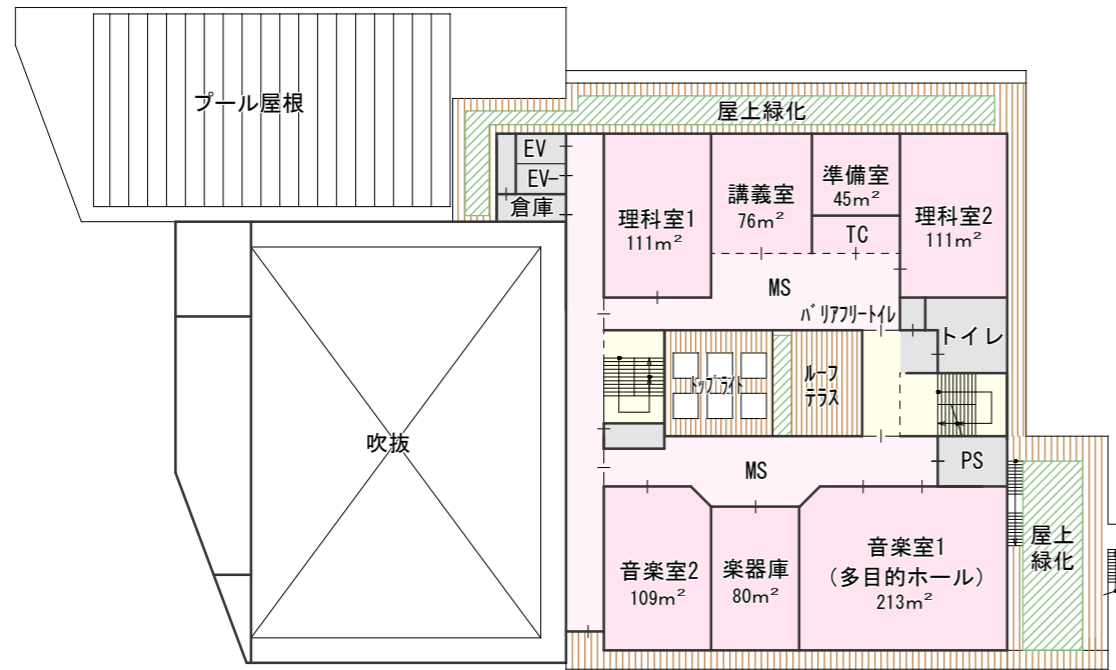 プール屋根
屋上緑化
EV
EV
倉庫
理科室1
111m²
講義室
76m²
準備室
45m²
TC
理科室2
111m²
MS
バリアフリートイレ
トイレ
トップライト
ルーフ
テラス
吹抜
MS
PS
音楽室2
109m²
楽器庫
80m²
音楽室1
(多目的ホール)
213m²
屋上
緑化